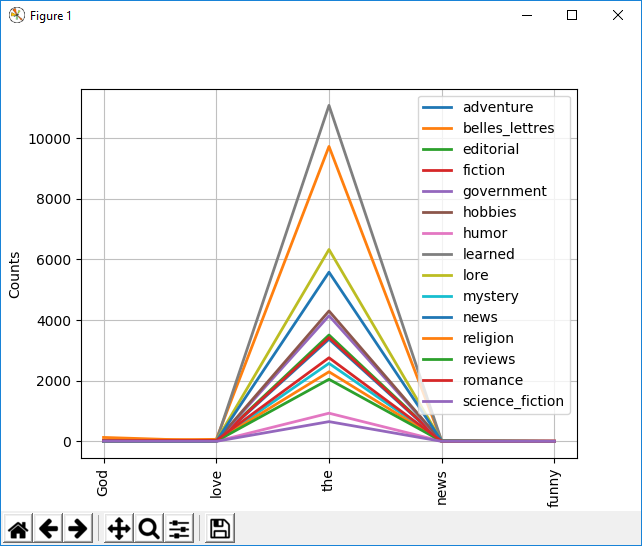 Figure 1
Counts
10000
8000
6000
4000
2000
0
God
love
the
news
funny
adventure
belles_lettres
editorial
fiction
government
hobbies
humor
learned
lore
mystery
news
religion
reviews
romance
science_fiction